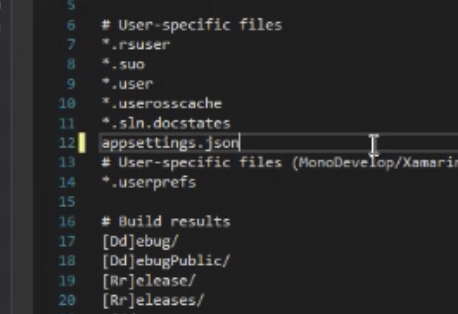 5
6 # User-specific files
7 *.rsuser
8 *.suo
9 *.user
10 *.userosscache
11 *.sln.docstates
12 appsettings.json
13 # User-specific files (MonoDevelop/Xamarin
14 *.userprefs
15
16 # Build results
17 [Dd]ebug/
18 [Dd]ebugPublic/
19 [Rr]elease/
20 [Rr]eleases/